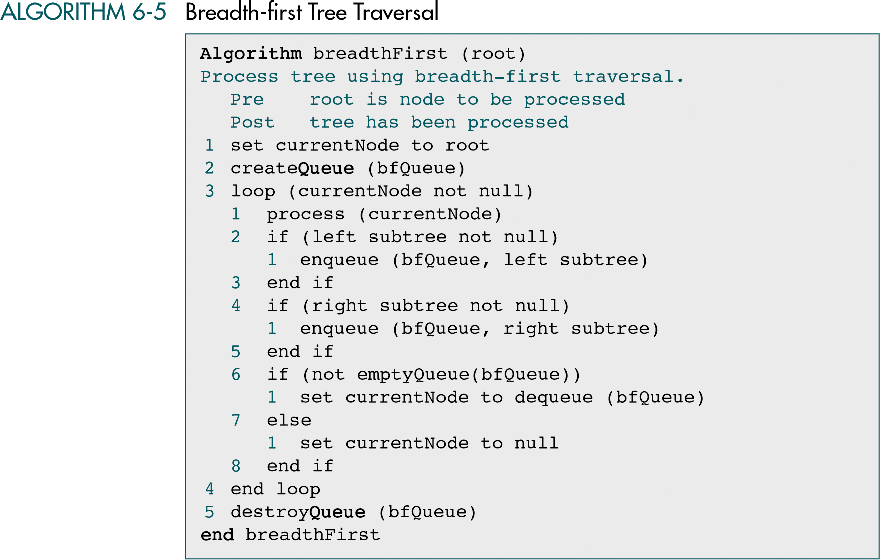 ALGORITHM 6-5 Breadth-first Tree Traversal
Algorithm breadthFirst (root)
Process tree using breadth-first traversal.
Pre root is node to be processed
Post tree has been processed
1 set currentNode to root
2 createQueue (bfQueue)
3 loop (currentNode not null)
1 process (currentNode)
2 if (left subtree not null)
1 enqueue (bfQueue, left subtree)
3 end if
4 if (right subtree not null)
1 enqueue (bfQueue, right subtree)
5 end if
6 if (not emptyQueue(bfQueue))
1 set currentNode to dequeue (bfQueue)
7 else
1 set currentNode to null
8 end if
4 end loop
5 destroyQueue (bfQueue)
end breadthFirst